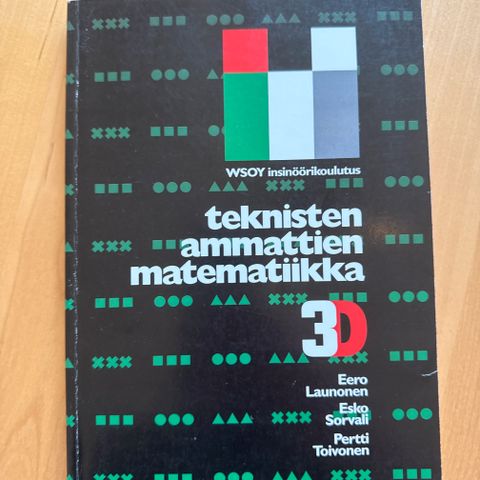 WSOY insinöörikoulutus
teknisten
ammattien
matematiikka
3D
Eero
Launonen
Esko
Sorvali
Pertti
Toivonen